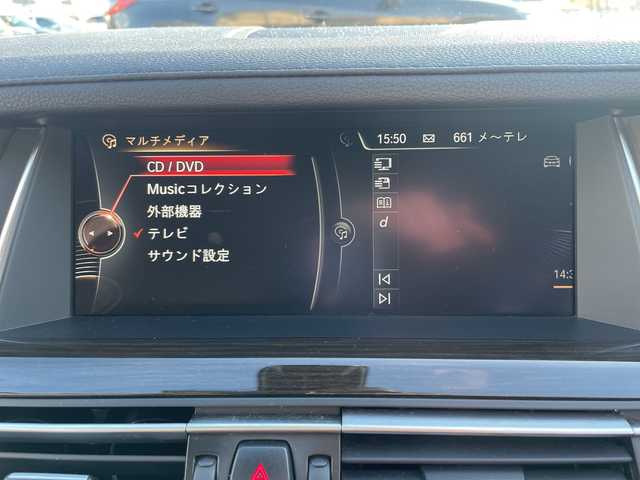 マルチメディア
15:50 661 メ～テレ
CD / DVD
Musicコレクション
外部機器
テレビ
サウンド設定
d